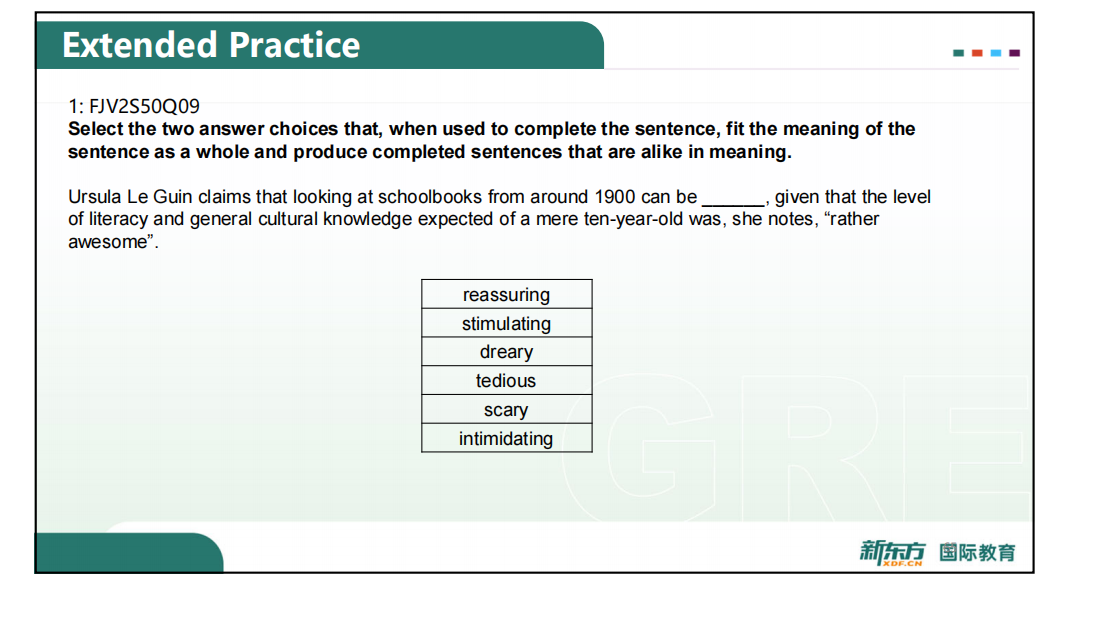 Extended Practice
1: FJV2S50Q09
Select the two answer choices that, when used to complete the sentence, fit the meaning of the
sentence as a whole and produce completed sentences that are alike in meaning.
Ursula Le Guin claims that looking at schoolbooks from around 1900 can be ______, given that the level
of literacy and general cultural knowledge expected of a mere ten-year-old was, she notes, “rather
awesome”.
reassuring
stimulating
dreary
tedious
scary
intimidating
GRE
新东方 国际教育
XDF.CN